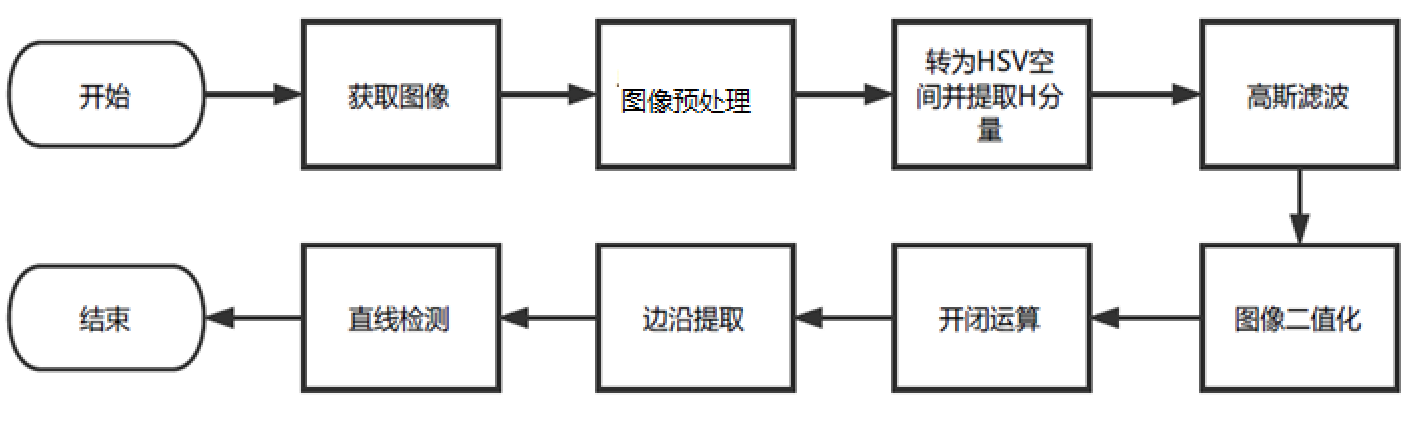 开始
获取图像
图像预处理
转为HSV空
间并提取H分
量
高斯滤波
图像二值化
开闭运算
边沿提取
直线检测
结束